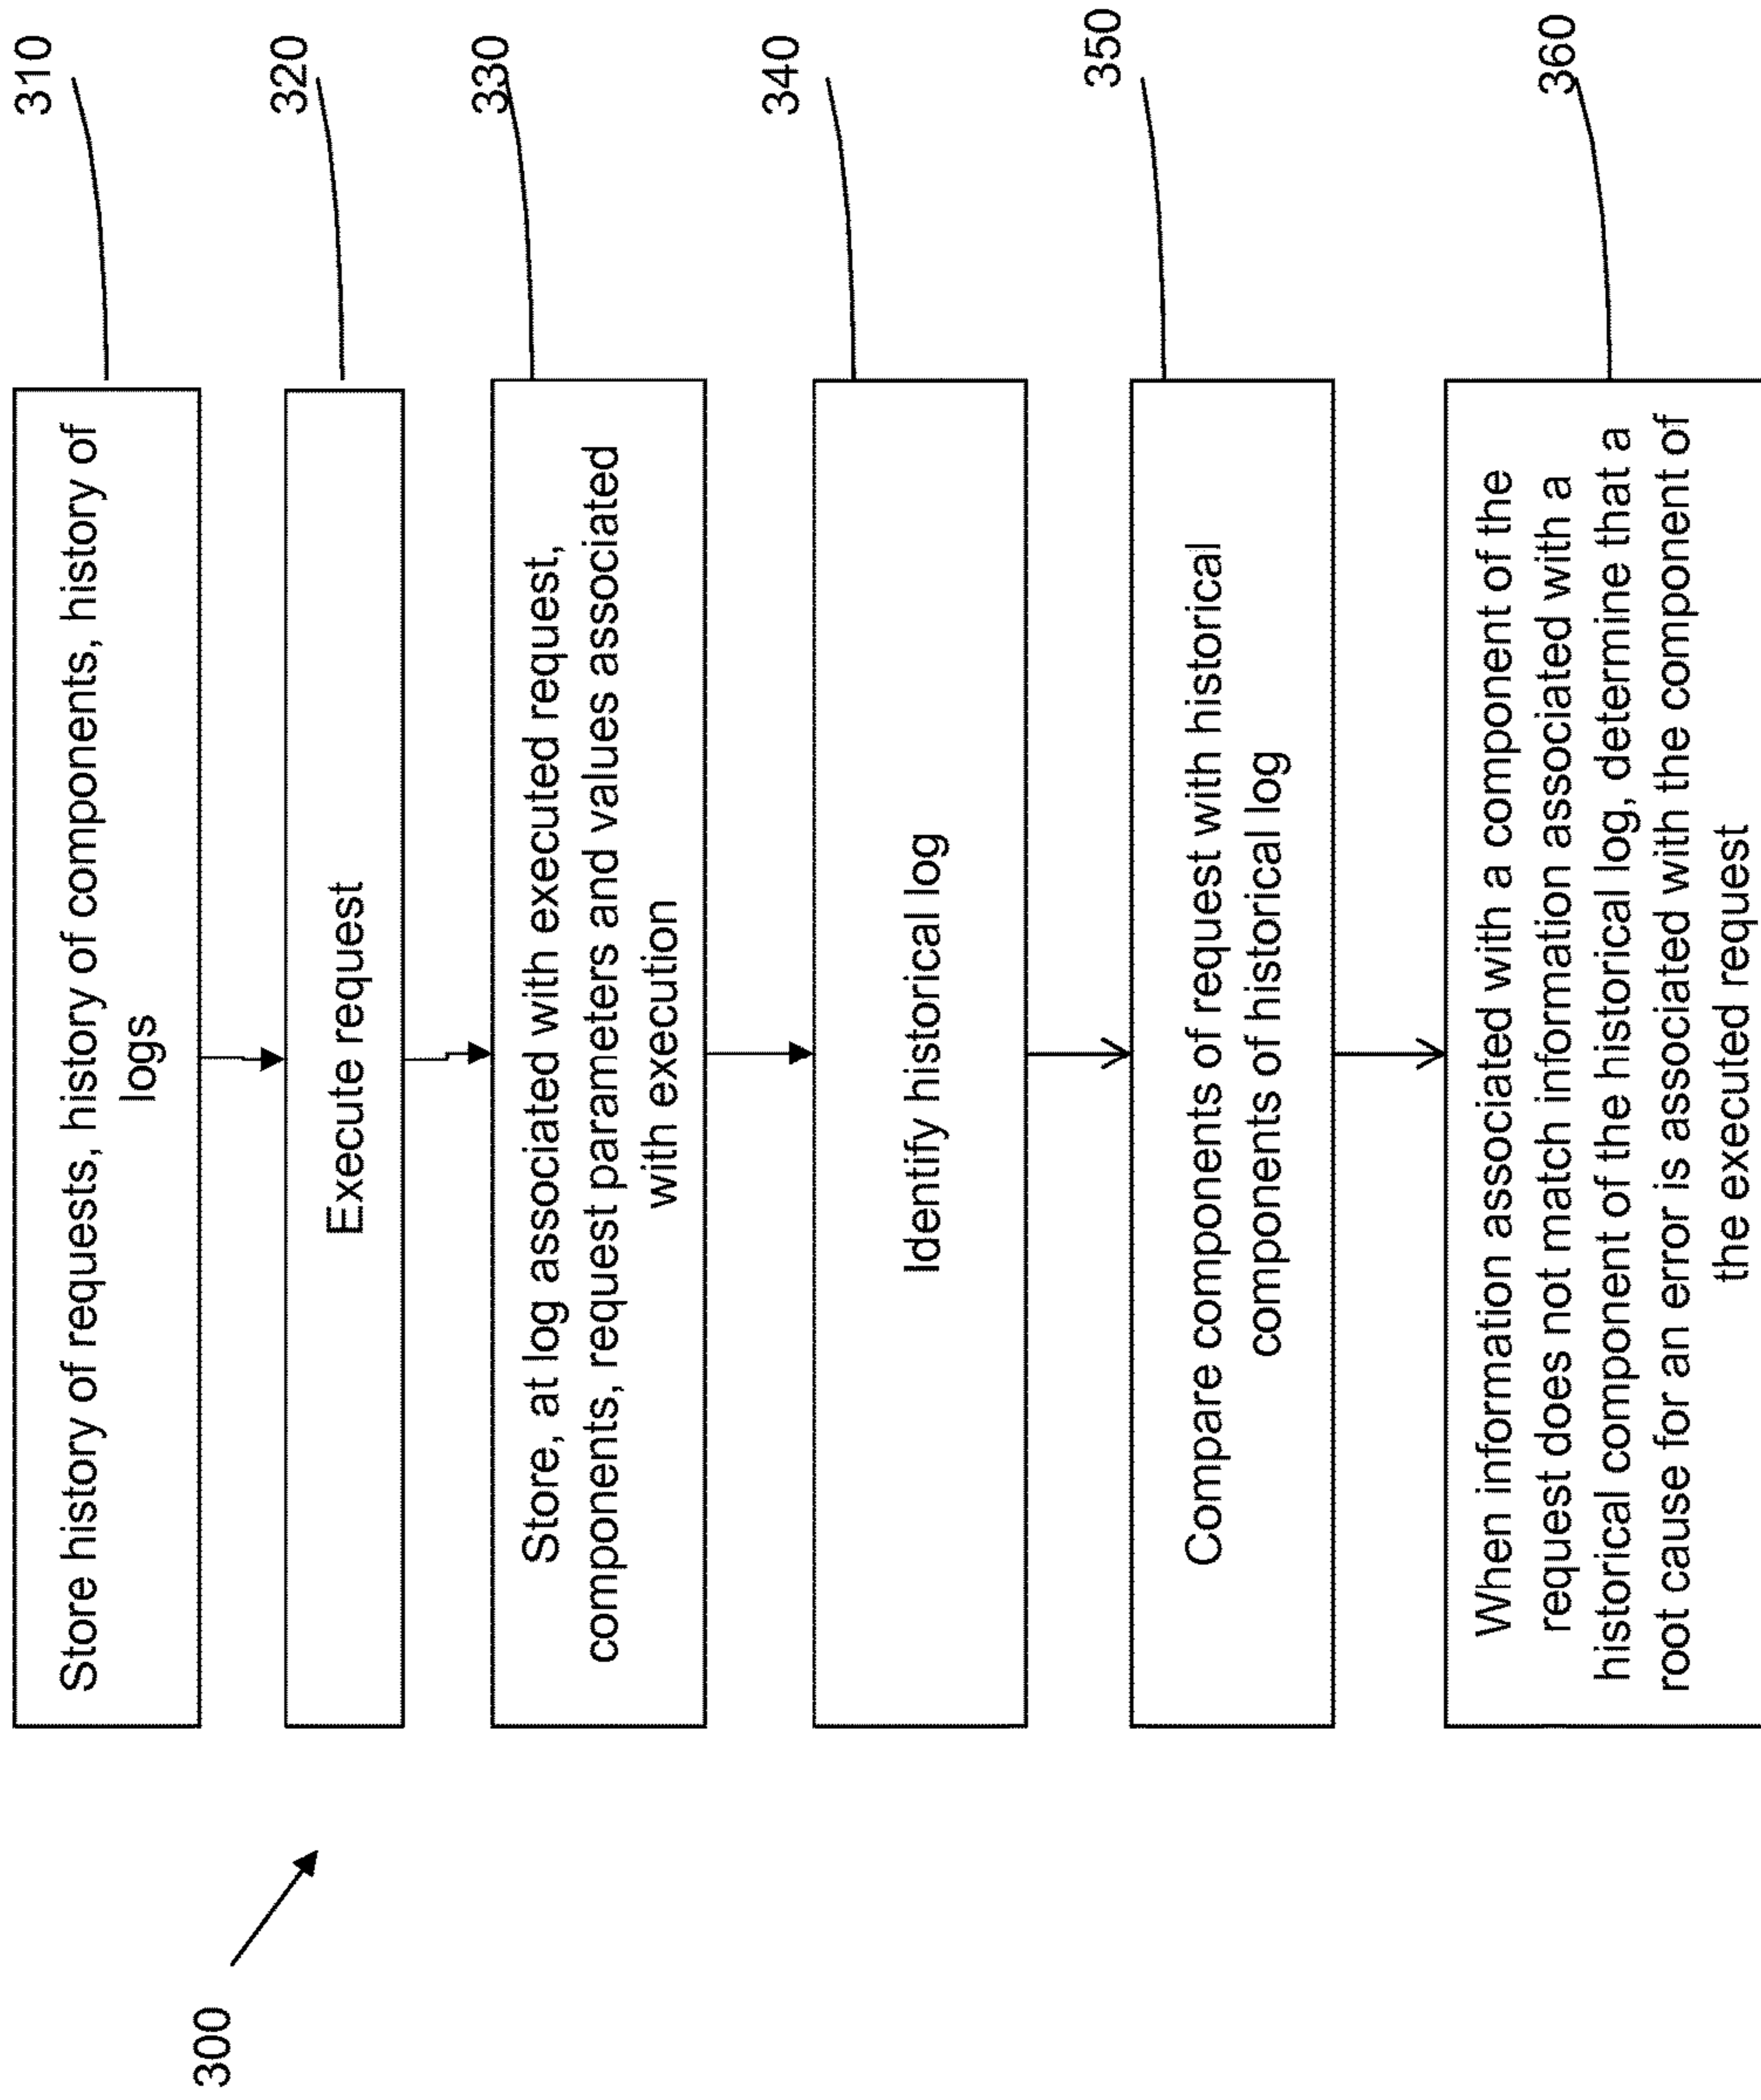 310
Store history of requests, history of components, history of
logs
320
Execute request
330
Store, at log associated with executed request,
components, request parameters and values associated
with execution
340
Identify historical log
350
Compare components of request with historical
components of historical log
360
When information associated with a component of the
request does not match information associated with a
historical component of the historical log, determine that a
root cause for an error is associated with the component of
the executed request
300